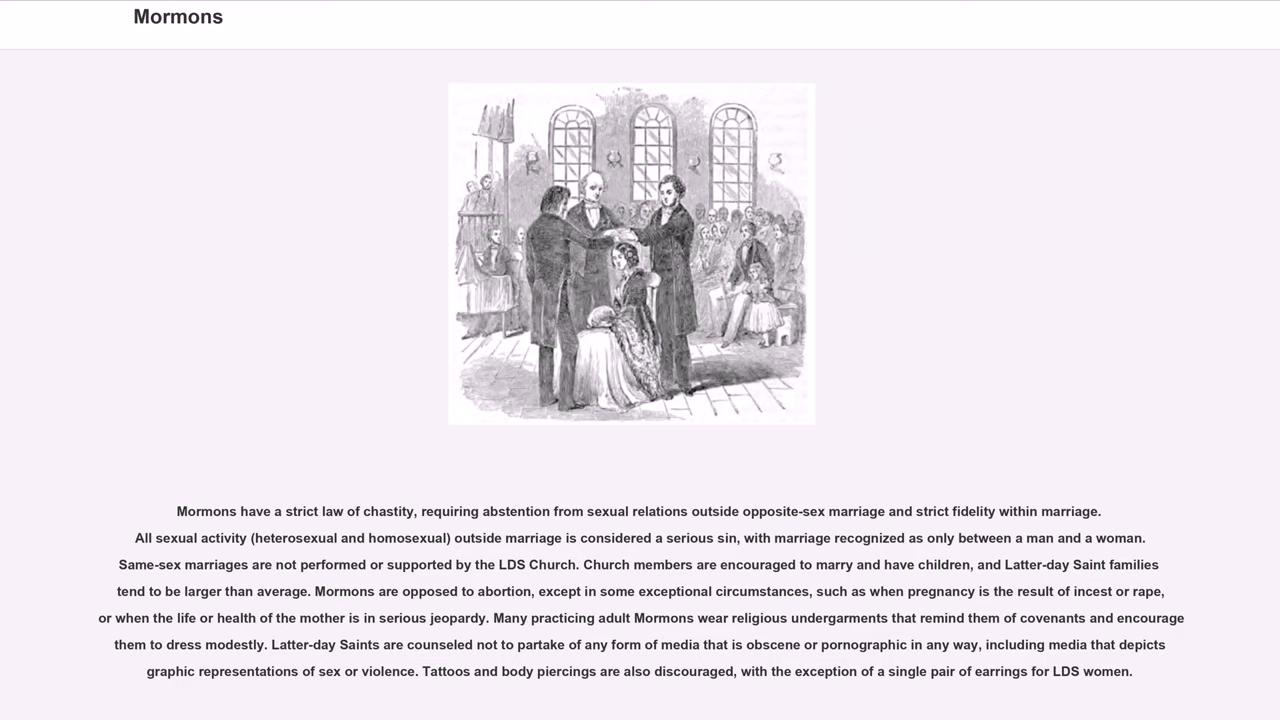 Mormons
Mormons have a strict law of chastity, requiring abstention from sexual relations outside opposite-sex marriage and strict fidelity within marriage.
All sexual activity (heterosexual and homosexual) outside marriage is considered a serious sin, with marriage recognized as only between a man and a woman.
Same-sex marriages are not performed or supported by the LDS Church. Church members are encouraged to marry and have children, and Latter-day Saint families
tend to be larger than average. Mormons are opposed to abortion, except in some exceptional circumstances, such as when pregnancy is the result of incest or rape,
or when the life or health of the mother is in serious jeopardy. Many practicing adult Mormons wear religious undergarments that remind them of covenants and encourage
them to dress modestly. Latter-day Saints are counseled not to partake of any form of media that is obscene or pornographic in any way, including media that depicts
graphic representations of sex or violence. Tattoos and body piercings are also discouraged, with the exception of a single pair of earrings for LDS women.